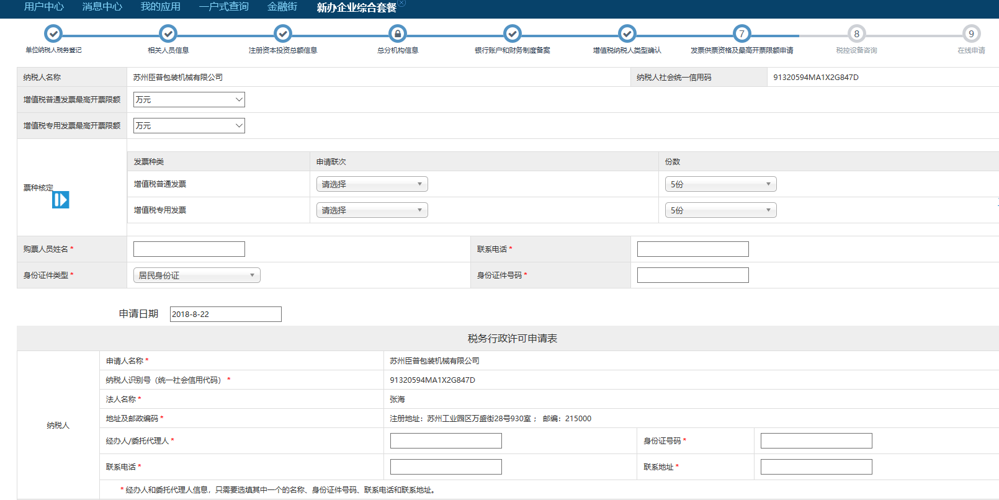 用户中心 消息中心 我的应用 一户式查询 金融街 新办企业综合套餐
7 8 9
单位纳税人税务登记 相关人员信息 注册资本投资总额信息 总分机构信息 银行账户和财务制度备案 增值税纳税人类型确认 发票供票资格及最高开票限额申请 税控设备咨询 在线申请
纳税人名称 苏州臣普包装机械有限公司 纳税人社会统一信用码 91320594MA1X2G847D
增值税普通发票最高开票限额 万元
增值税专用发票最高开票限额 万元
票种核定
发票种类 申请联次 份数
增值税普通发票 请选择 5份
增值税专用发票 请选择 5份
购票人员姓名 * 联系电话 *
身份证件类型 * 居民身份证 身份证件号码 *
申请日期 2018-8-22
税务行政许可申请表
纳税人
申请人名称 * 苏州臣普包装机械有限公司
纳税人识别号（统一社会信用代码） * 91320594MA1X2G847D
法人名称 * 张海
地址及邮政编码 * 注册地址：苏州工业园区万盛街28号930室 ； 邮编：215000
经办人/委托代理人 * 身份证号码 *
联系电话 * 联系地址 *
* 经办人和委托代理人信息，只需要选填其中一个的名称、身份证件号码、联系电话和联系地址。